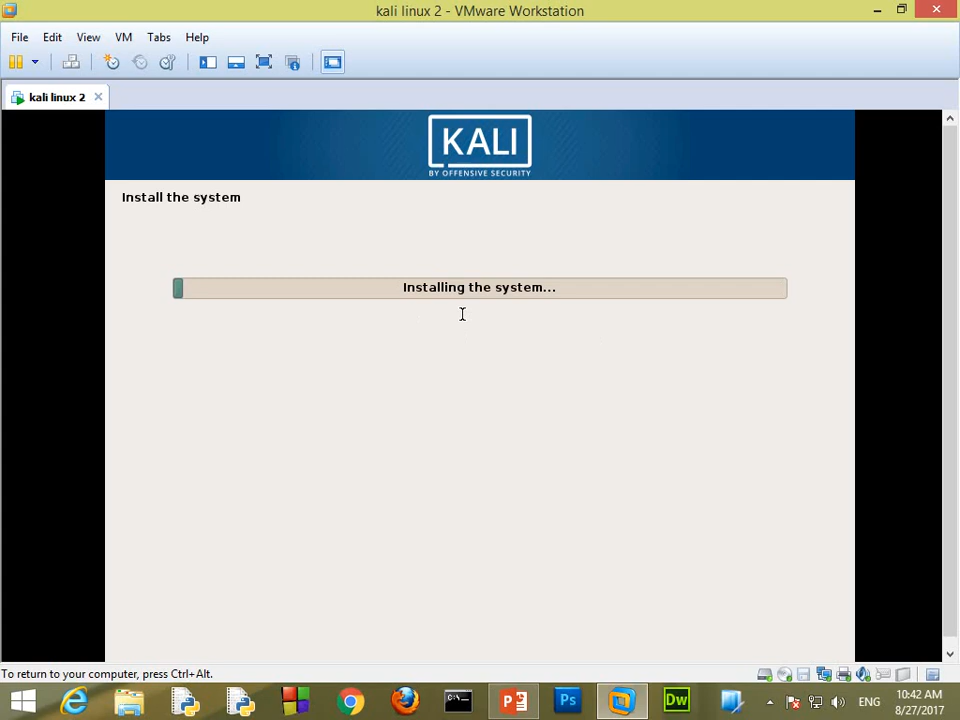 kali linux 2 - VMware Workstation
File Edit View VM Tabs Help
kali linux 2
KALI
BY OFFENSIVE SECURITY
Install the system
Installing the system...
To return to your computer, press Ctrl+Alt.
Ps
Dw
ENG
10:42 AM
8/27/2017